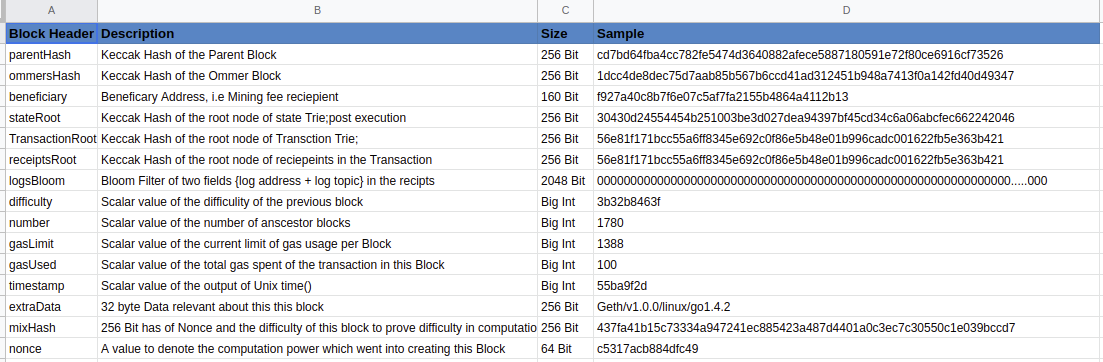 A B C D
Block Header Description Size Sample
parentHash Keccak Hash of the Parent Block 256 Bit cd7bd64fba4cc782fe5474d3640882afece5887180591e72f80ce6916cf73526
ommersHash Keccak Hash of the Ommer Block 256 Bit 1dcc4de8dec75d7aab85b567b6ccd41ad312451b948a7413f0a142fd40d49347
beneficiary Beneficary Address, i.e Mining fee reciepient 160 Bit f927a40c8b7f6e07c5af7fa2155b4864a4112b13
stateRoot Keccak Hash of the root node of state Trie;post execution 256 Bit 30430d24554454b251003be3d027dea94397bf45cd34c6a06abcfec662242046
TransactionRoot Keccak Hash of the root node of Transction Trie; 256 Bit 56e81f171bcc55a6ff8345e692c0f86e5b48e01b996cadc001622fb5e363b421
receiptsRoot Keccak Hash of the root node of reciepeints in the Transaction 256 Bit 56e81f171bcc55a6ff8345e692c0f86e5b48e01b996cadc001622fb5e363b421
logsBloom Bloom Filter of two fields {log address + log topic} in the recipts 2048 Bit 00000000000000000000000000000000000000000000000000000000000000.....000
difficulty Scalar value of the difficulity of the previous block Big Int 3b32b8463f
number Scalar value of the number of anscestor blocks Big Int 1780
gasLimit Scalar value of the current limit of gas usage per Block Big Int 1388
gasUsed Scalar value of the total gas spent of the transaction in this Block Big Int 100
timestamp Scalar value of the output of Unix time() Big Int 55ba9f2d
extraData 32 byte Data relevant about this this block 256 Bit Geth/v1.0.0/linux/go1.4.2
mixHash 256 Bit has of Nonce and the difficulty of this block to prove difficulty in computatio 256 Bit 437fa41b15c73334a947241ec885423a487d4401a0c3ec7c30550c1e039bccd7
nonce A value to denote the computation power which went into creating this Block 64 Bit c5317acb884dfc49